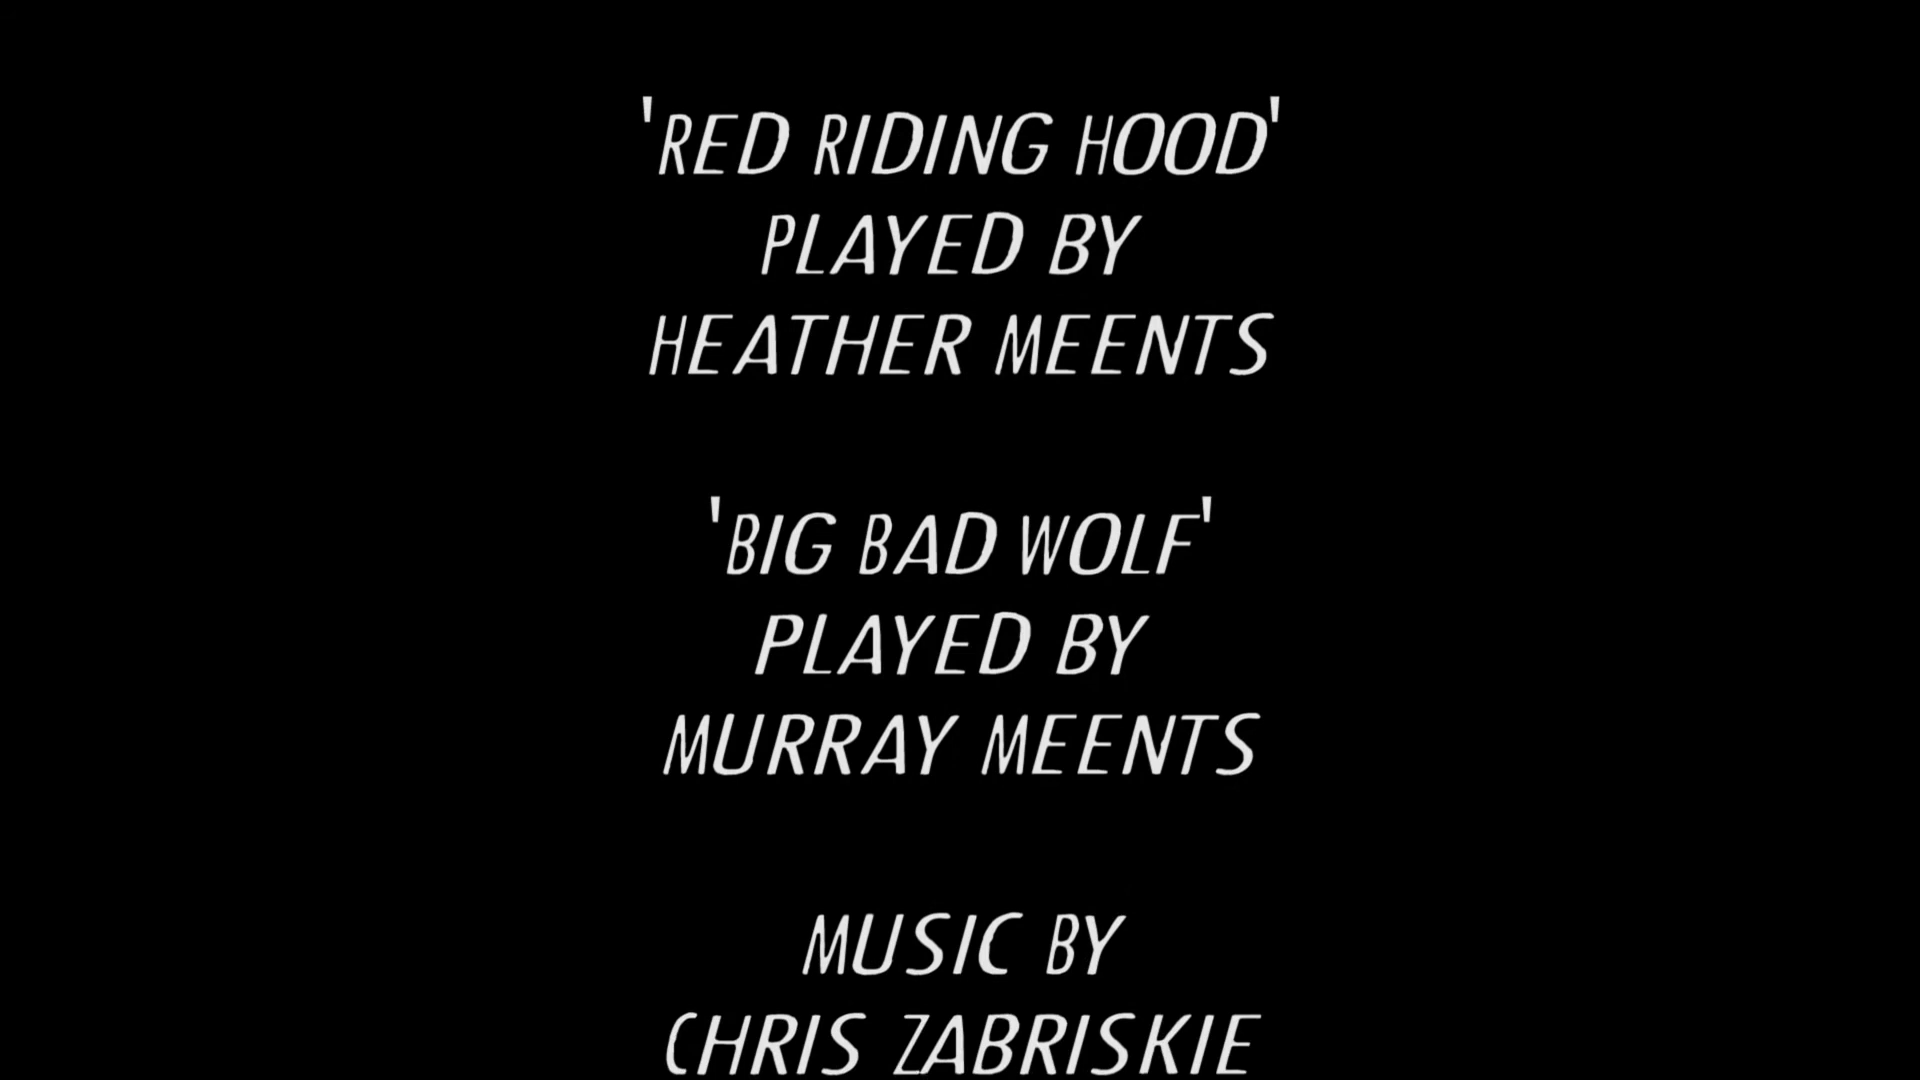 'RED RIDING HOOD'
PLAYED BY
HEATHER MEENTS
'BIG BAD WOLF'
PLAYED BY
MURRAY MEENTS
MUSIC BY
CHRIS ZABRISKIE